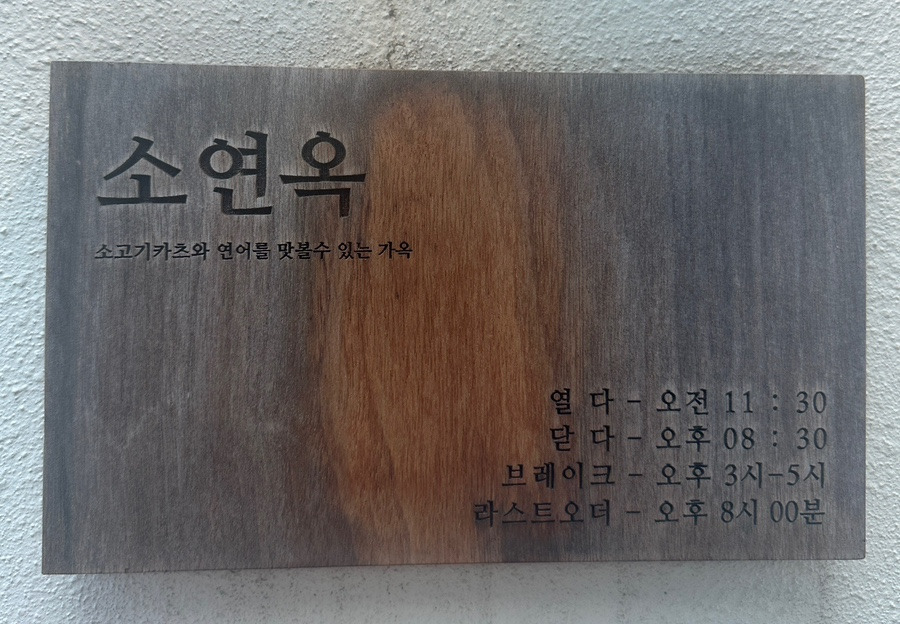 소연옥
소고기카츠와 연어를 맛볼수 있는 가옥
열 다 - 오전 11 : 30
닫 다 - 오후 08 : 30
브레이크 - 오후 3시-5시
라스트오더 - 오후 8시 00분